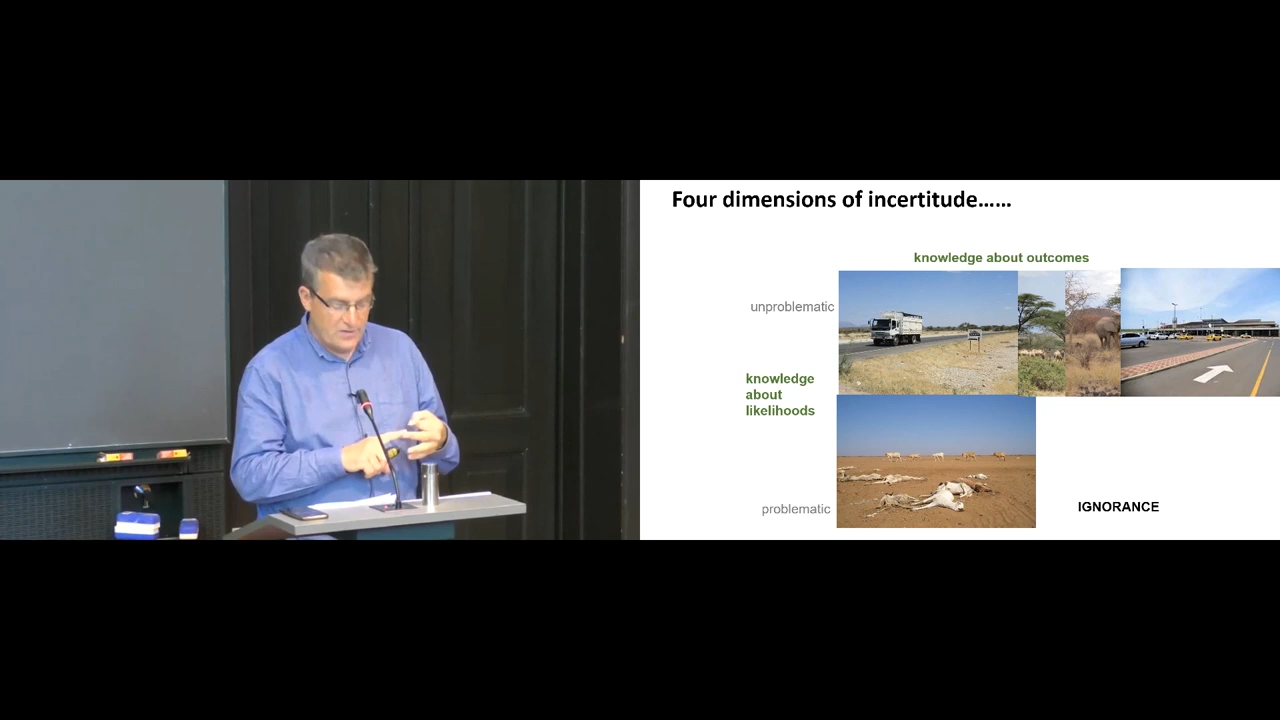 Four dimensions of incertitude......
knowledge about outcomes
unproblematic
knowledge
about
likelihoods
problematic
IGNORANCE